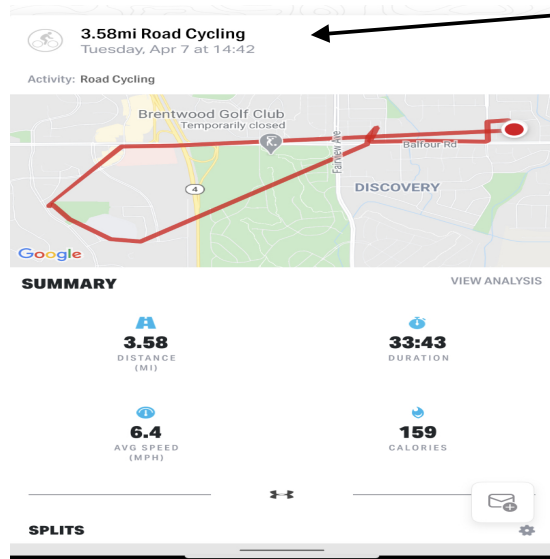 3.58mi Road Cycling
Tuesday, Apr 7 at 14:42
Activity: Road Cycling
Brentwood Golf Club
Temporarily closed
Fairview Ave
Balfour Rd
4
DISCOVERY
Google
SUMMARY
VIEW ANALYSIS
3.58
33:43
DISTANCE
(MI)
DURATION
6.4
159
AVG SPEED
(MPH)
CALORIES
SPLITS